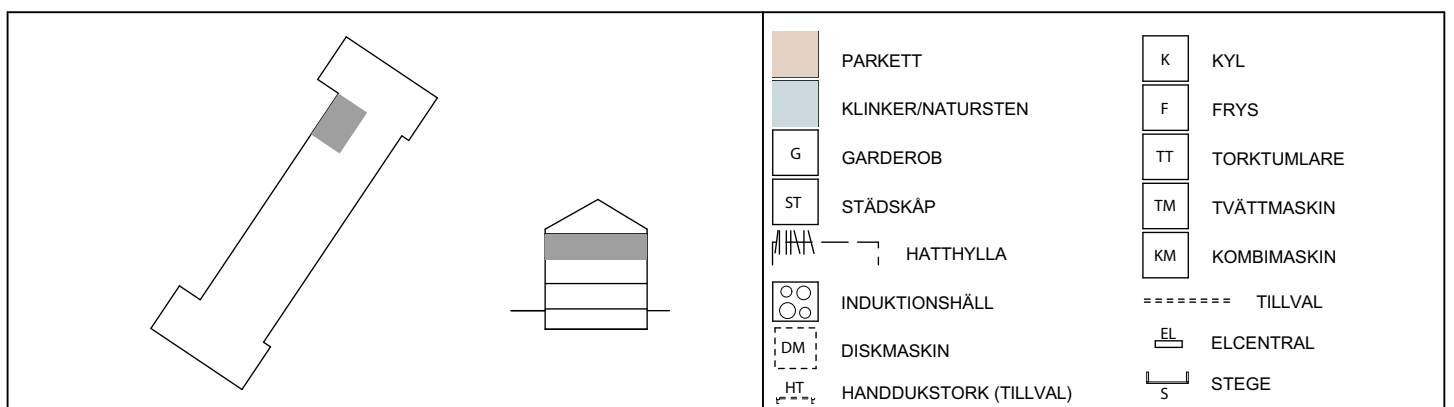 PARKETT
KLINKER/NATURSTEN
G GARDEROB
ST STÄDSKÅP
HATTHYLLA
INDUKTIONSHÄLL
DM DISKMASKIN
HT HANDDUKSTORK (TILLVAL)
K KYL
F FRYS
TT TORKTUMLARE
TM TVÄTTMASKIN
KM KOMBIMASKIN
TILLVAL
EL ELCENTRAL
S STEGE